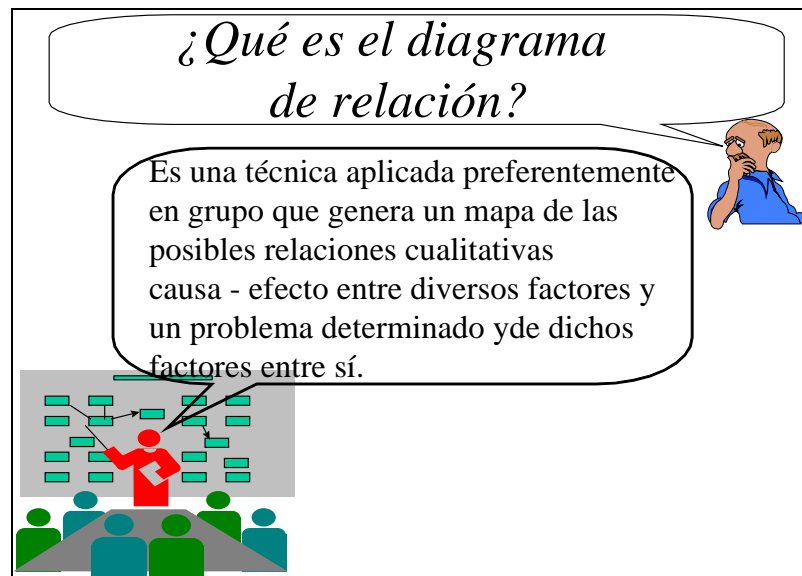 ¿Qué es el diagrama
de relación?
Es una técnica aplicada preferentemente
en grupo que genera un mapa de las
posibles relaciones cualitativas
causa - efecto entre diversos factores y
un problema determinado yde dichos
factores entre sí.